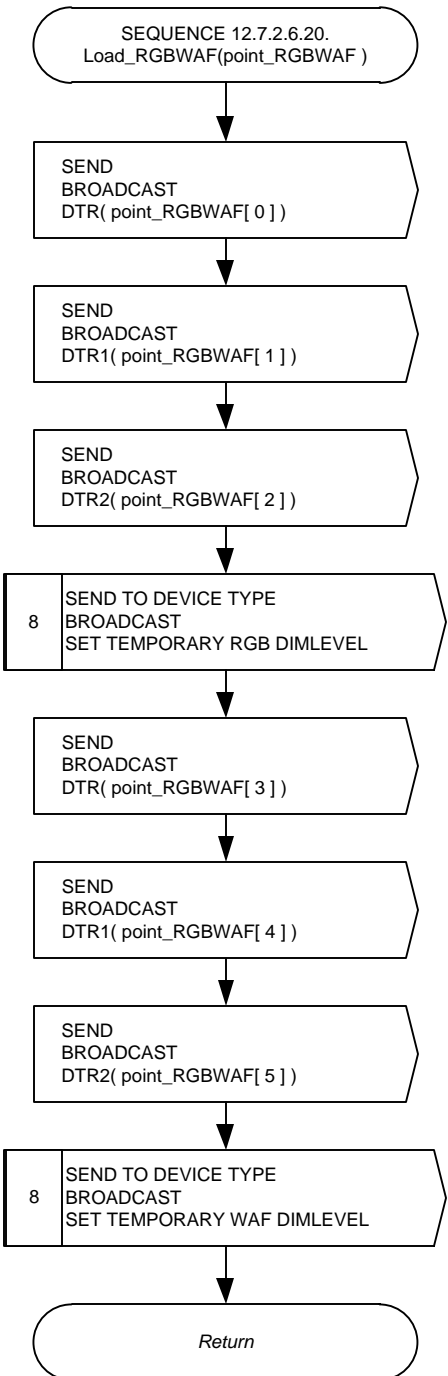 SEQUENCE 12.7.2.6.20.
Load_RGBWAF(point_RGBWAF )
SEND
BROADCAST
DTR( point_RGBWAF[ 0 ] )
SEND
BROADCAST
DTR1( point_RGBWAF[ 1 ] )
SEND
BROADCAST
DTR2( point_RGBWAF[ 2 ] )
8
SEND TO DEVICE TYPE
BROADCAST
SET TEMPORARY RGB DIMLEVEL
SEND
BROADCAST
DTR( point_RGBWAF[ 3 ] )
SEND
BROADCAST
DTR1( point_RGBWAF[ 4 ] )
SEND
BROADCAST
DTR2( point_RGBWAF[ 5 ] )
8
SEND TO DEVICE TYPE
BROADCAST
SET TEMPORARY WAF DIMLEVEL
Return